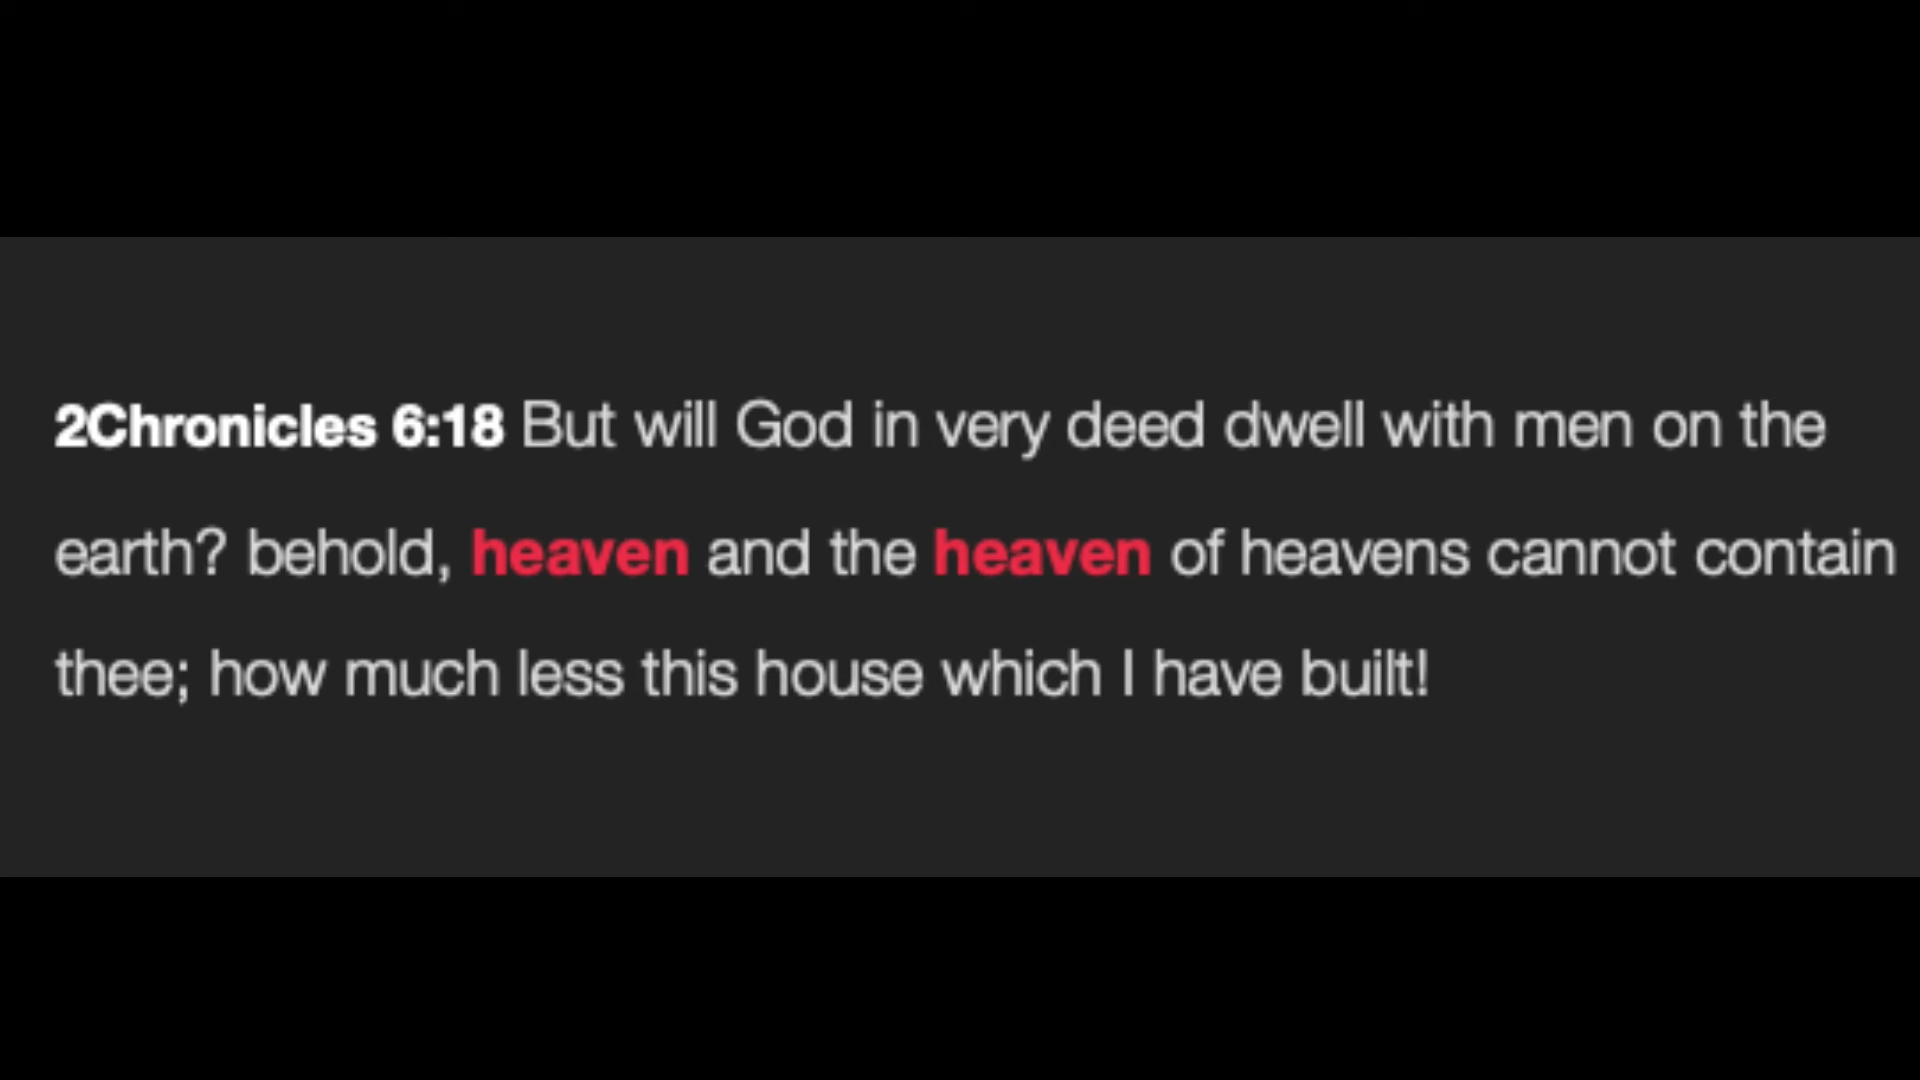 2Chronicles 6:18 But will God in very deed dwell with men on the
earth? behold, heaven and the heaven of heavens cannot contain
thee; how much less this house which I have built!